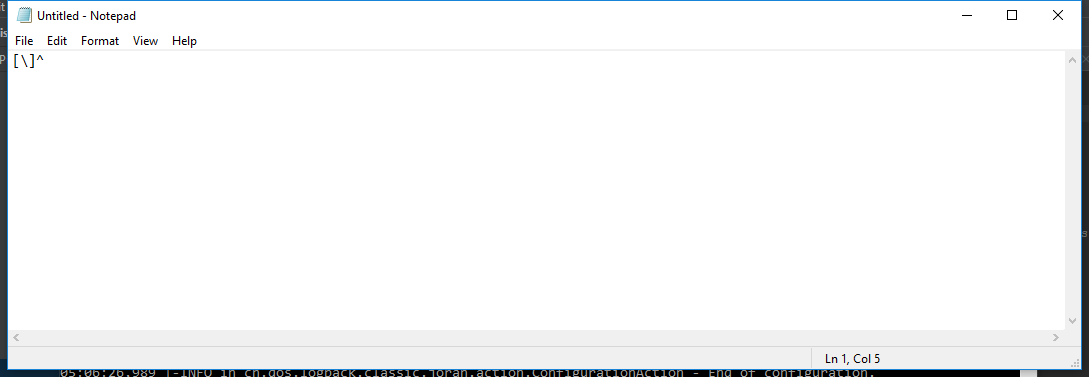 Untitled - Notepad
File Edit Format View Help
[\]^
Ln 1, Col 5
05:06:26,989 |-INFO in ch.qos.logback.classic.joran.action.ConfigurationAction - End of configuration.